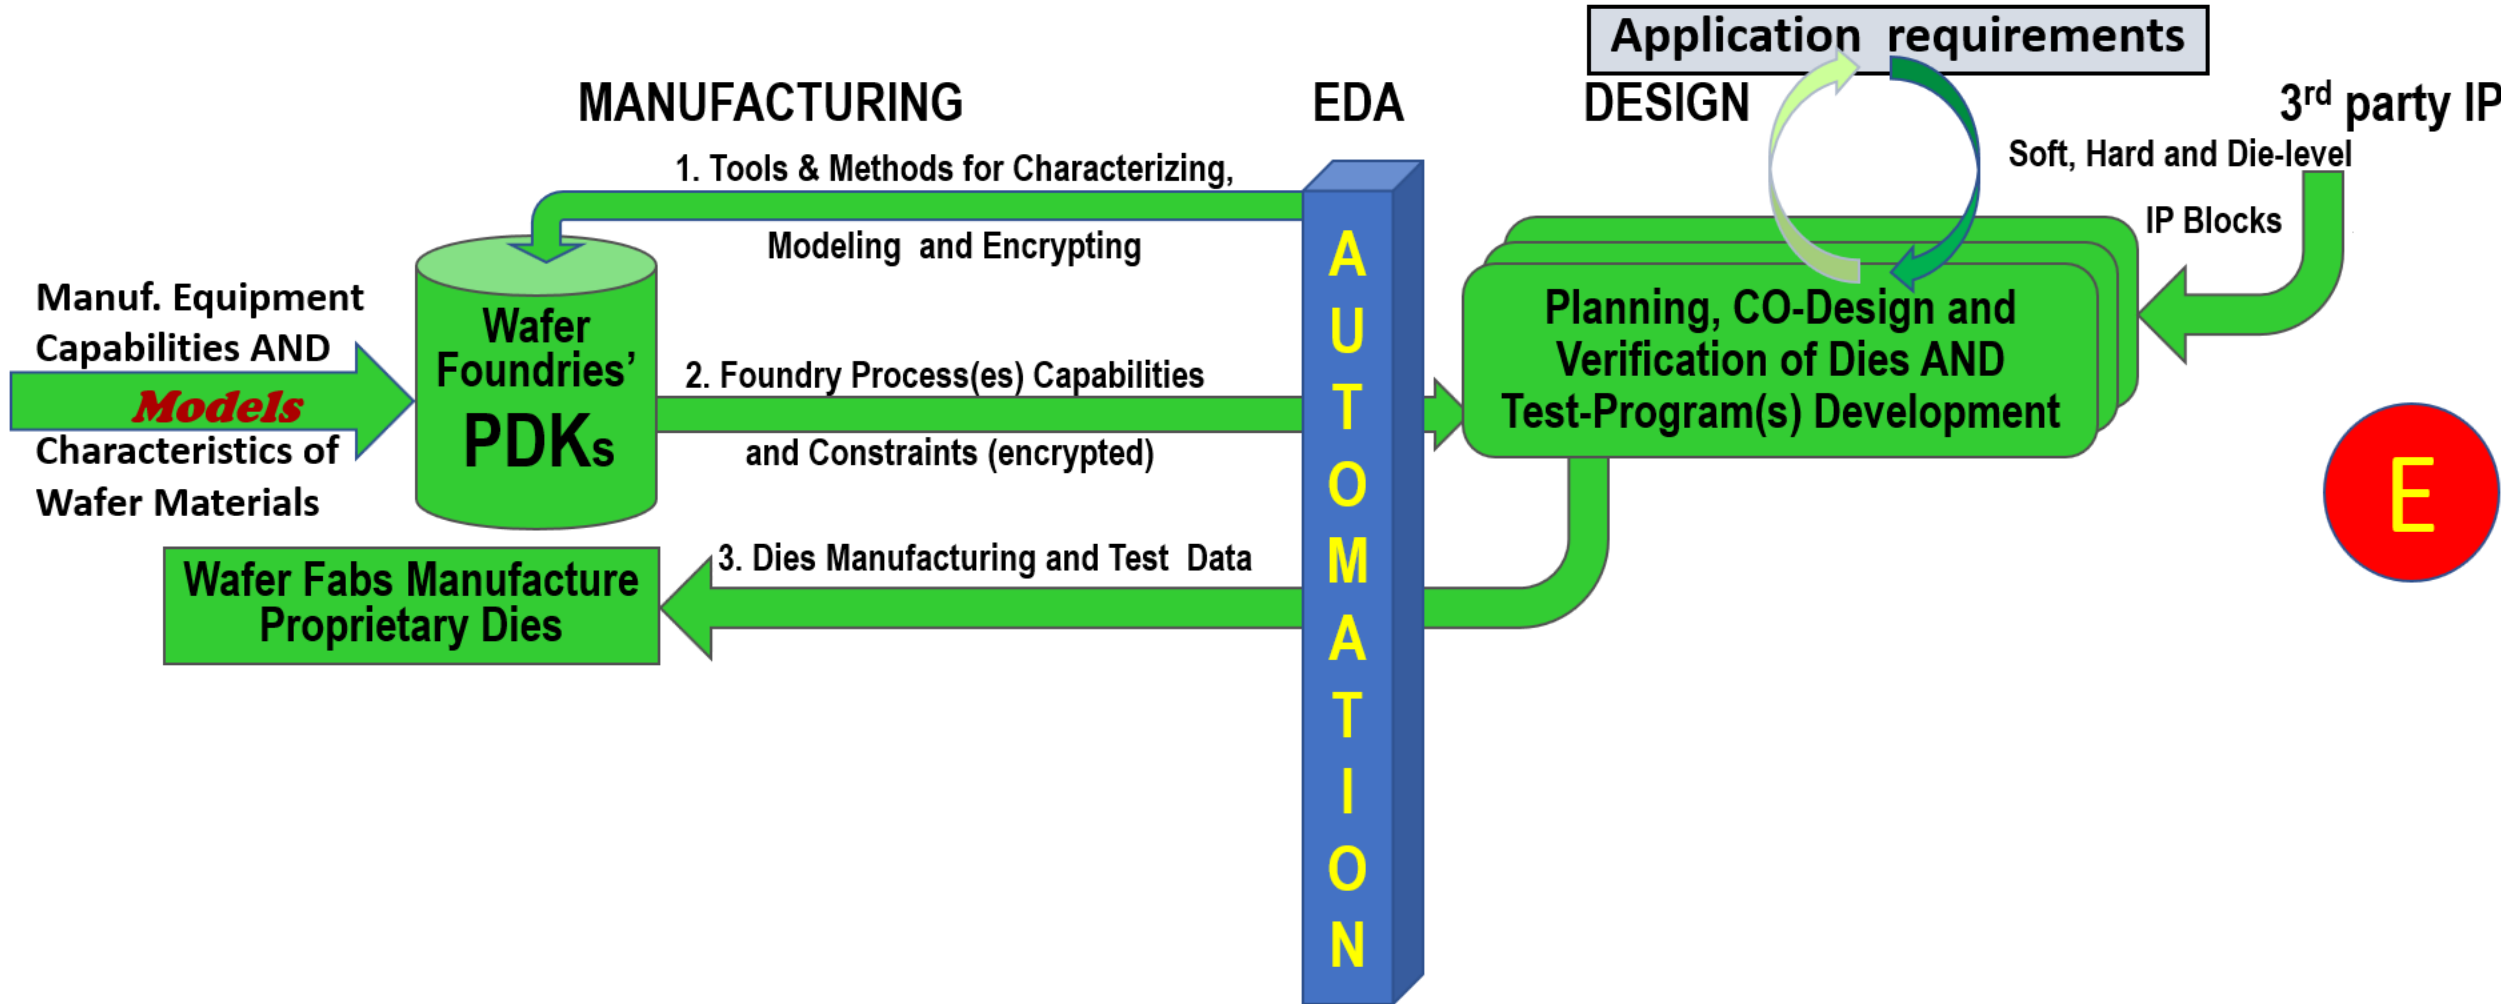 Application  requirements
MANUFACTURING
EDA
DESIGN
3rd party IP
1. Tools & Methods for Characterizing,
Modeling  and Encrypting
Soft, Hard and Die-level
IP Blocks
Manuf. Equipment
Capabilities AND
Models
Characteristics of
Wafer Materials
Wafer
Foundries’
PDKs
2. Foundry Process(es) Capabilities
and Constraints (encrypted)
AUTOMATION
Planning, CO-Design and
Verification of Dies AND
Test-Program(s) Development
E
3. Dies Manufacturing and Test  Data
Wafer Fabs Manufacture
Proprietary Dies